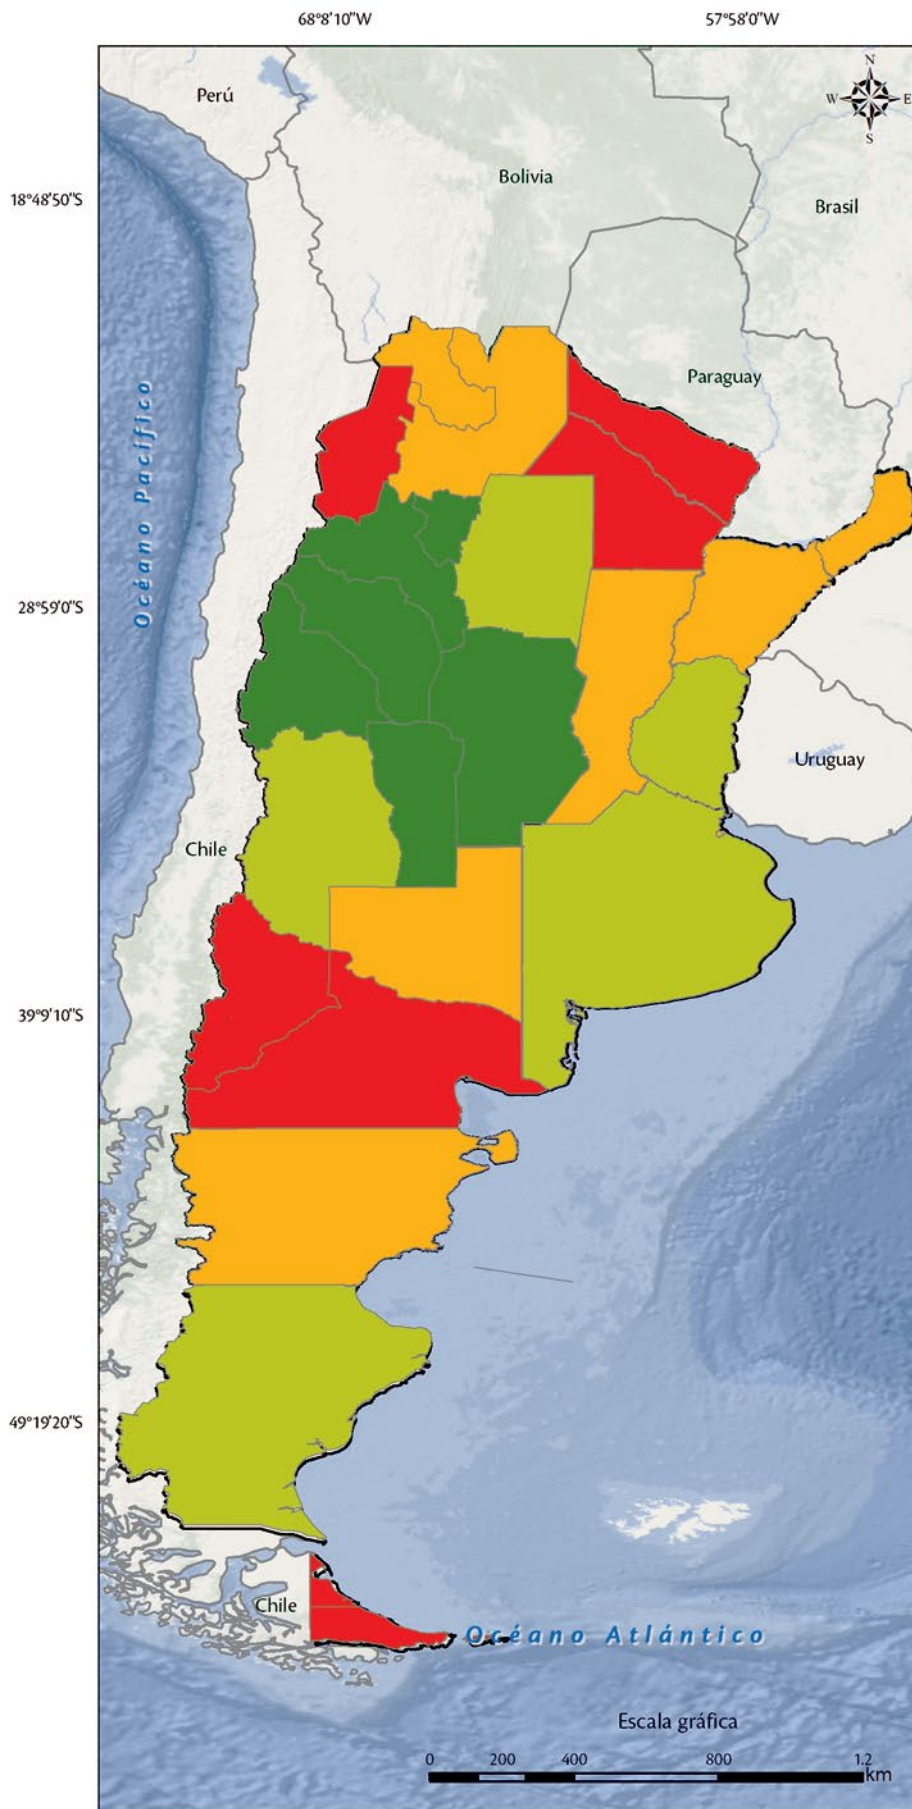 68°8'10"W
57°58'0"W
N
W
E
S
Perú
Bolivia
Brasil
18°48'50"S
Paraguay
Océano Pacífico
28°59'0"S
Uruguay
Chile
39°9'10"S
49°19'20"S
Chile
Océano Atlántico
Escala gráfica
0 200 400 800 1.2
km